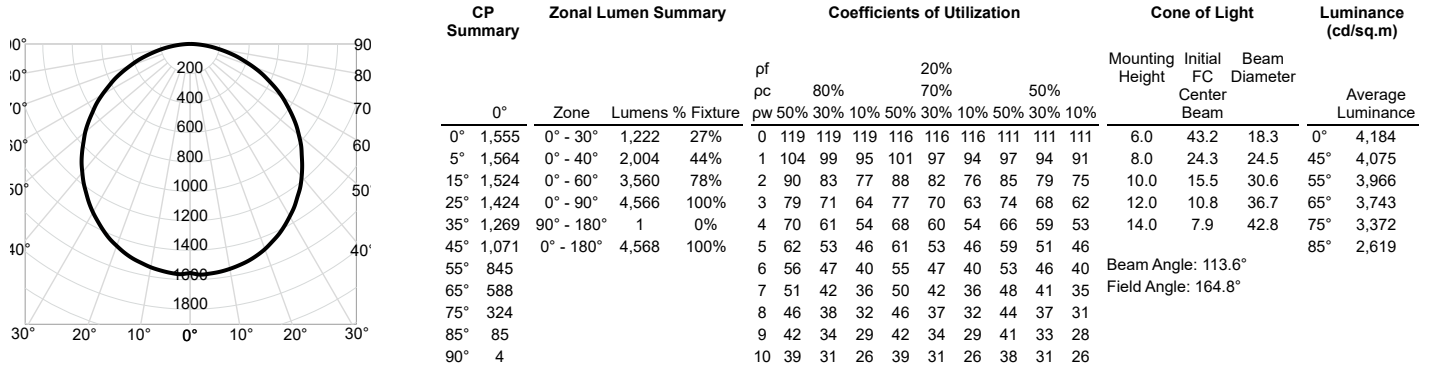 CP Summary Zonal Lumen Summary Coefficients of Utilization Cone of Light Luminance (cd/sq.m)
0° Zone Lumens % Fixture
ρf 20%
ρc 80% 70% 50%
ρw 50% 30% 10% 50% 30% 10% 50% 30% 10%
Mounting Height Initial FC Center Beam Beam Diameter
Average Luminance
0° 1,555 0° - 30° 1,222 27% 0 119 119 119 116 116 116 111 111 111 6.0 43.2 18.3 0° 4,184
5° 1,564 0° - 40° 2,004 44% 1 104 99 95 101 97 94 97 94 91 8.0 24.3 24.5 45° 4,075
15° 1,524 0° - 60° 3,560 78% 2 90 83 77 88 82 76 85 79 75 10.0 15.5 30.6 55° 3,966
25° 1,424 0° - 90° 4,566 100% 3 79 71 64 77 70 63 74 68 62 12.0 10.8 36.7 65° 3,743
35° 1,269 90° - 180° 1 0% 4 70 61 54 68 60 54 66 59 53 14.0 7.9 42.8 75° 3,372
45° 1,071 0° - 180° 4,568 100% 5 62 53 46 61 53 46 59 51 46 85° 2,619
55° 845 6 56 47 40 55 47 40 53 46 40 Beam Angle: 113.6°
65° 588 7 51 42 36 50 42 36 48 41 35 Field Angle: 164.8°
75° 324 8 46 38 32 46 37 32 44 37 31
85° 85 9 42 34 29 42 34 29 41 33 28
90° 4 10 39 31 26 39 31 26 38 31 26
0° 90
0° 200 80
400
0° 70
600
0° 60
800
50° 1000 50°
1200
40° 1400 40°
1600
1800
30° 20° 10° 0° 10° 20° 30°